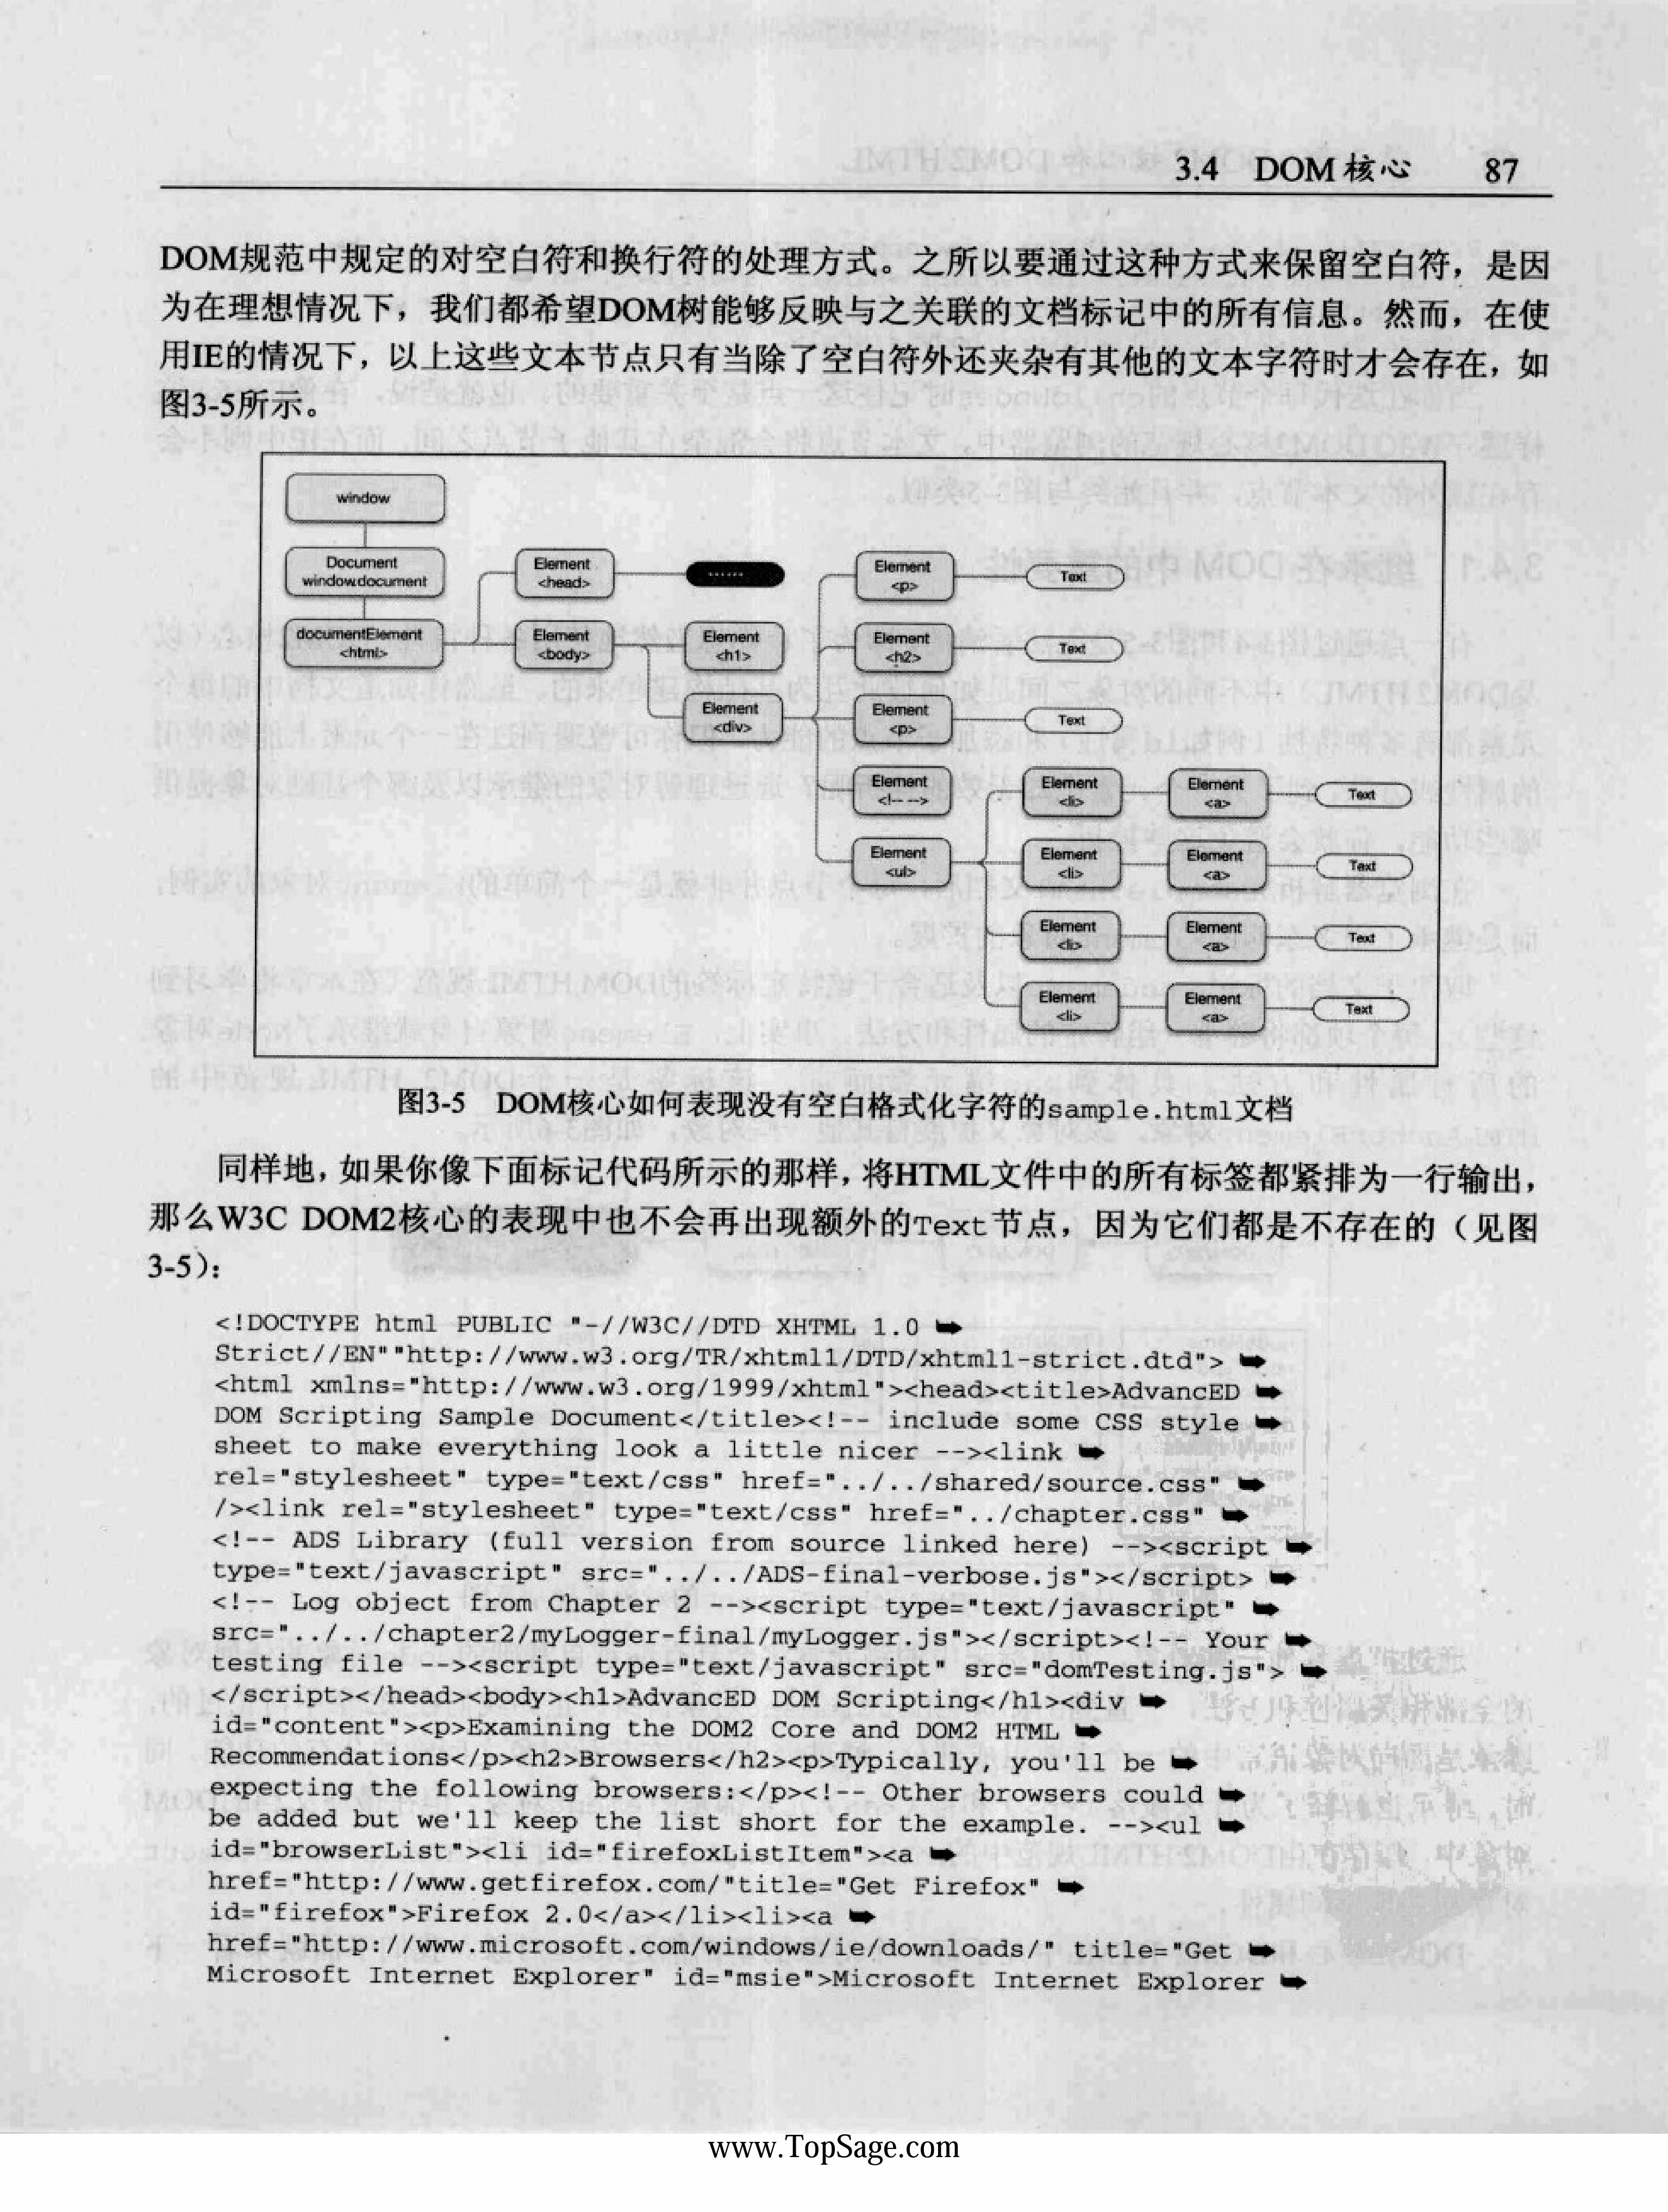 3.4 DOM 核心 87
DOM规范中规定的对空白符和换行符的处理方式。之所以要通过这种方式来保留空白符，是因
为在理想情况下，我们都希望DOM树能够反映与之关联的文档标记中的所有信息。然而，在使
用IE的情况下，以上这些文本节点只有当除了空白符外还夹杂有其他的文本字符时才会存在，如
图3-5所示。
window
Document
window.document
documentElement
<html>
Element
<head>
......
Element
<body>
Element
<h1>
Element
<div>
Element
<p>
Text
Element
<h2>
Text
Element
<p>
Text
Element
<!-- -->
Element
<ul>
Element
<li>
Element
<a>
Text
Element
<li>
Element
<a>
Text
Element
<li>
Element
<a>
Text
Element
<li>
Element
<a>
Text
图3-5 DOM核心如何表现没有空白格式化字符的sample.html文档
同样地，如果你像下面标记代码所示的那样，将HTML文件中的所有标签都紧排为一行输出，
那么W3C DOM2核心的表现中也不会再出现额外的Text节点，因为它们都是不存在的（见图
3-5）：
<!DOCTYPE html PUBLIC "-//W3C//DTD XHTML 1.0 ➥
Strict//EN""http://www.w3.org/TR/xhtml1/DTD/xhtml1-strict.dtd"> ➥
<html xmlns="http://www.w3.org/1999/xhtml"><head><title>AdvancED ➥
DOM Scripting Sample Document</title><!-- include some CSS style ➥
sheet to make everything look a little nicer --><link ➥
rel="stylesheet" type="text/css" href="../../shared/source.css" ➥
/><link rel="stylesheet" type="text/css" href="../chapter.css" ➥
<!-- ADS Library (full version from source linked here) --><script ➥
type="text/javascript" src="../../ADS-final-verbose.js"></script> ➥
<!-- Log object from Chapter 2 --><script type="text/javascript" ➥
src="../../chapter2/myLogger-final/myLogger.js"></script><!-- Your ➥
testing file --><script type="text/javascript" src="domTesting.js"> ➥
</script></head><body><h1>AdvancED DOM Scripting</h1><div ➥
id="content"><p>Examining the DOM2 Core and DOM2 HTML ➥
Recommendations</p><h2>Browsers</h2><p>Typically, you'll be ➥
expecting the following browsers:</p><!-- Other browsers could ➥
be added but we'll keep the list short for the example. --><ul ➥
id="browserList"><li id="firefoxListItem"><a ➥
href="http://www.getfirefox.com/"title="Get Firefox" ➥
id="firefox">Firefox 2.0</a></li><li><a ➥
href="http://www.microsoft.com/windows/ie/downloads/" title="Get ➥
Microsoft Internet Explorer" id="msie">Microsoft Internet Explorer ➥
www.TopSage.com